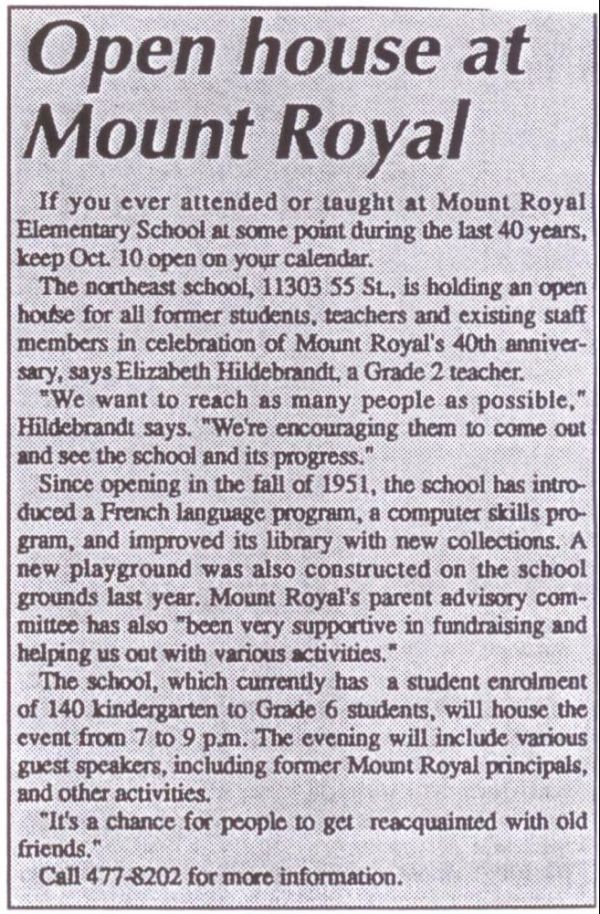 Open house at
Mount Royal
If you ever attended or taught at Mount Royal
Elementary School at some point during the last 40 years,
keep Oct. 10 open on your calendar.
The northeast school, 11303 55 St., is holding an open
house for all former students, teachers and existing staff
members in celebration of Mount Royal's 40th anniver-
sary, says Elizabeth Hildebrandt, a Grade 2 teacher.
"We want to reach as many people as possible,"
Hildebrandt says. "We're encouraging them to come out
and see the school and its progress."
Since opening in the fall of 1951, the school has intro-
duced a French language program, a computer skills pro-
gram, and improved its library with new collections. A
new playground was also constructed on the school
grounds last year. Mount Royal's parent advisory com-
mittee has also "been very supportive in fundraising and
helping us out with various activities."
The school, which currently has a student enrolment
of 140 kindergarten to Grade 6 students, will house the
event from 7 to 9 p.m. The evening will include various
guest speakers, including former Mount Royal principals,
and other activities.
"It's a chance for people to get reacquainted with old
friends."
Call 477-8202 for more information.